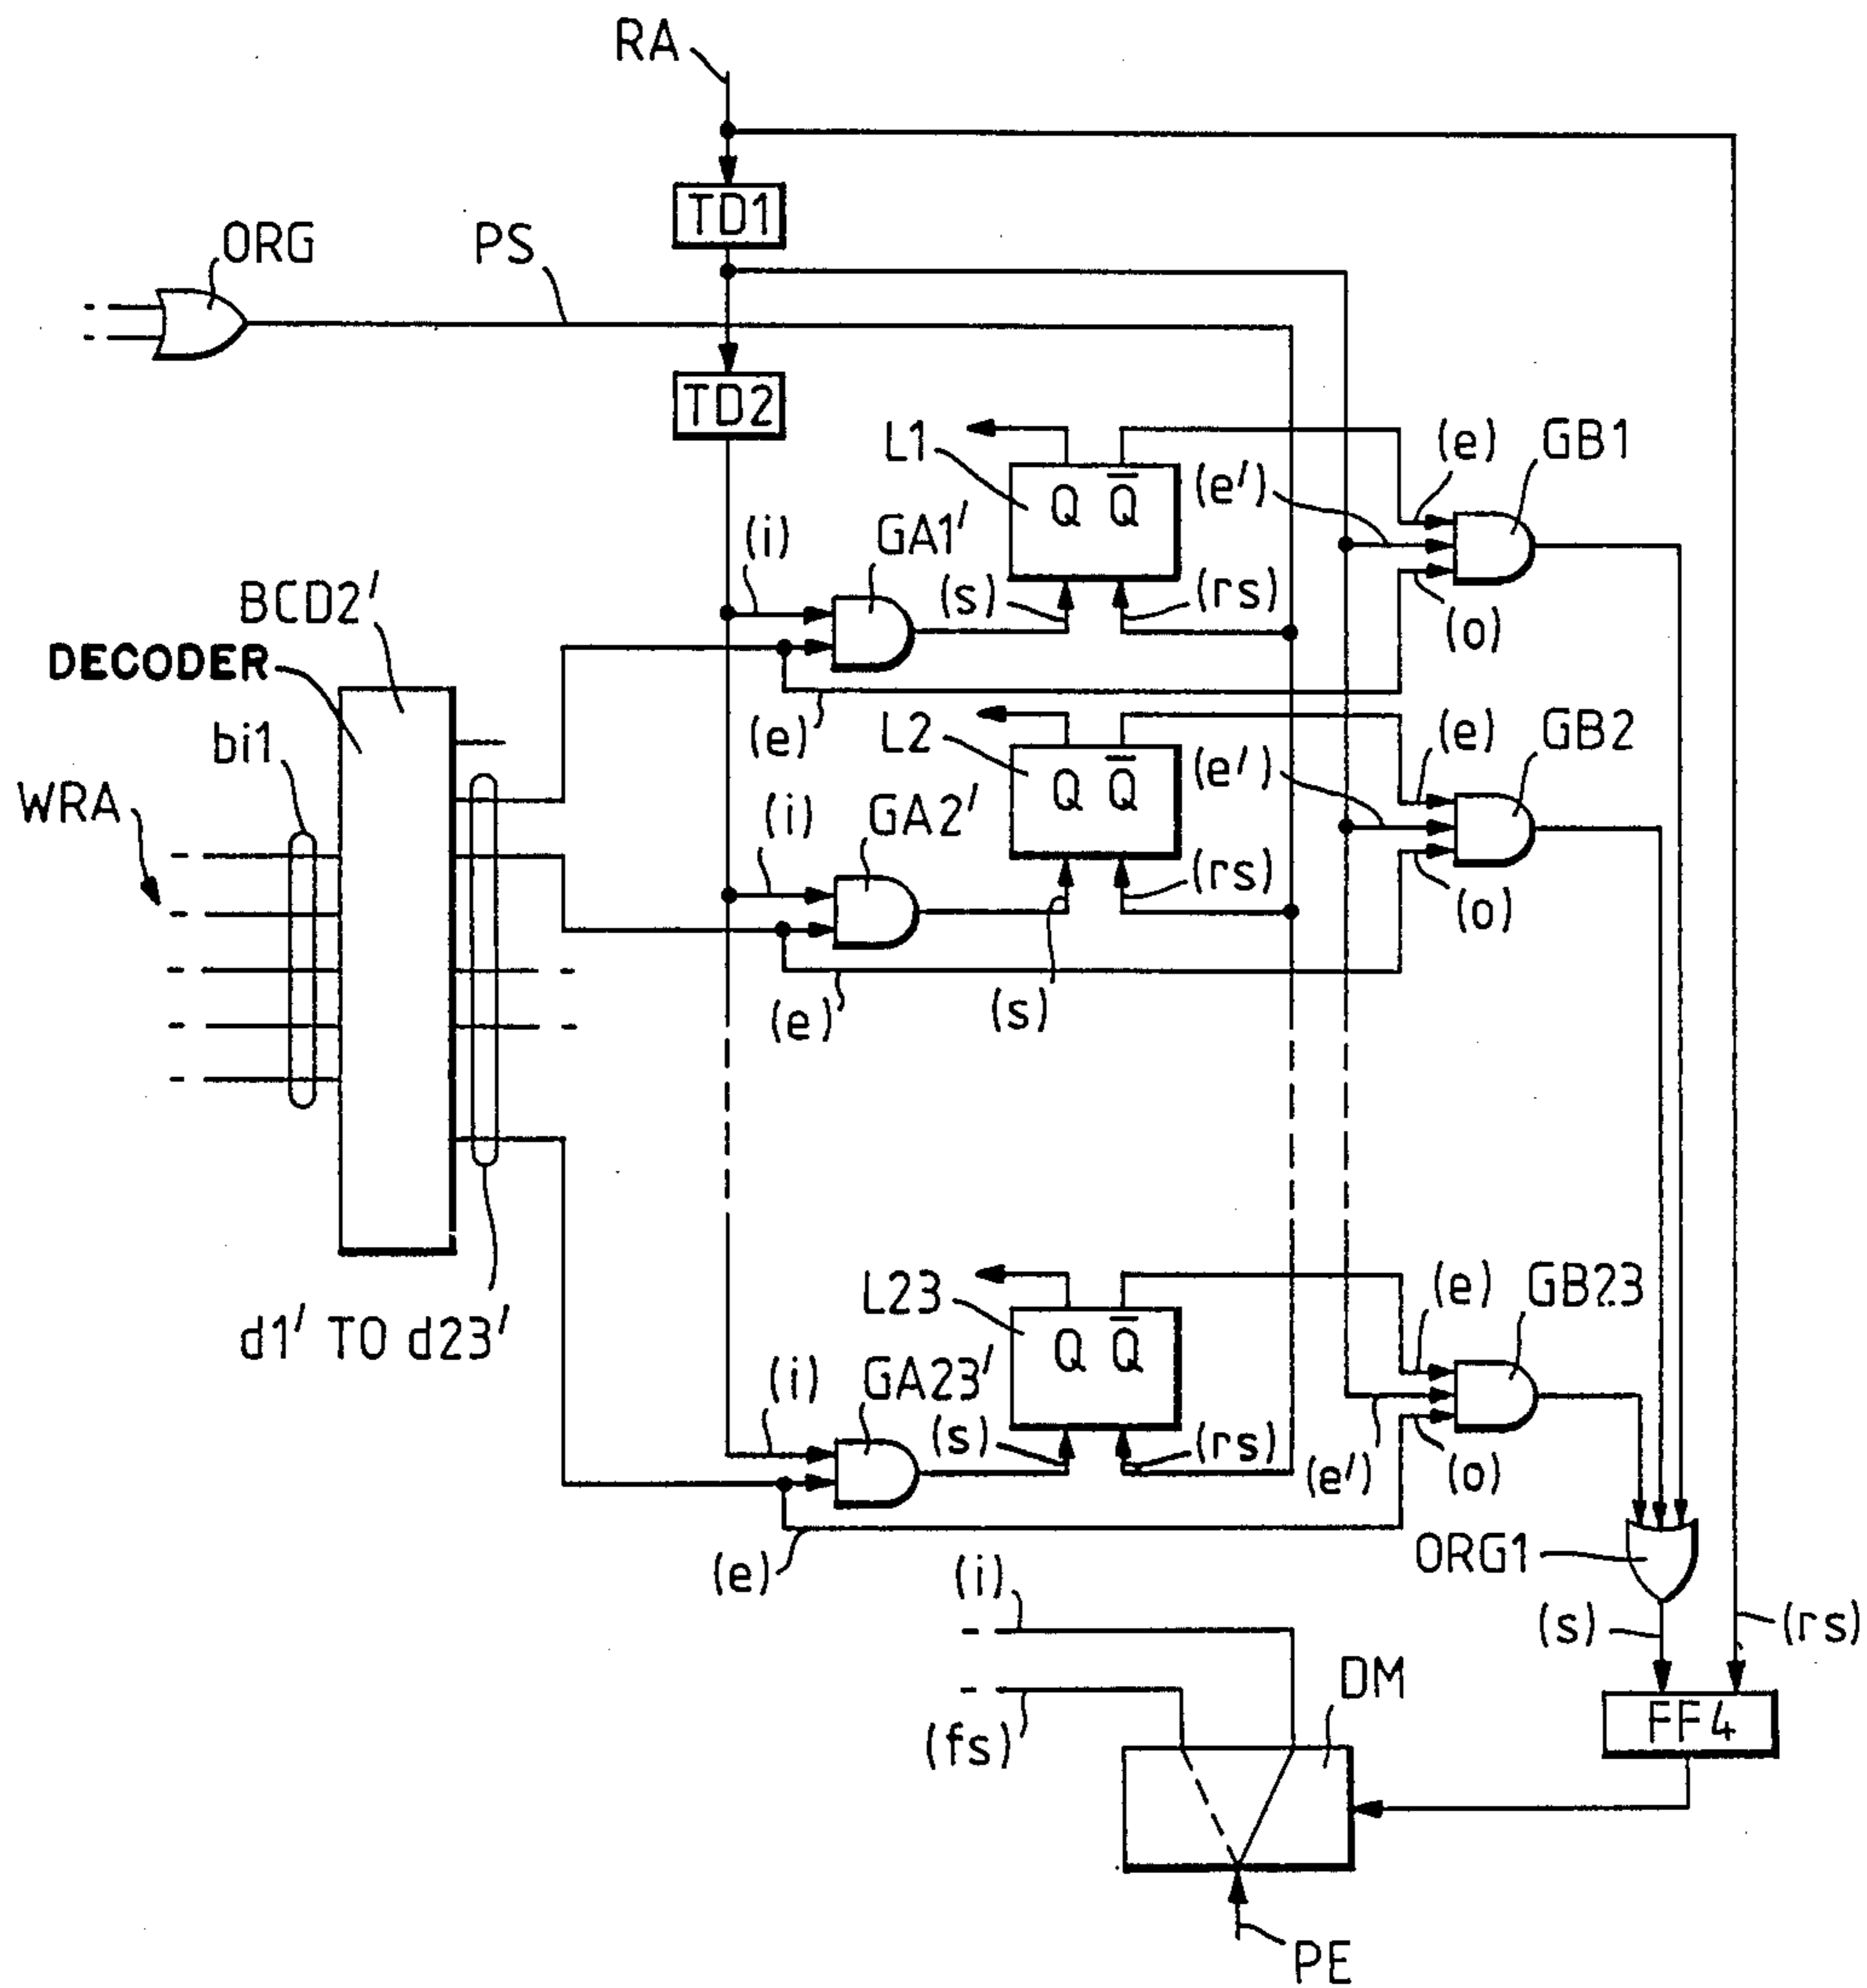 RA
TD1
ORG
PS
TD2
L1
Q Q̅
(e)
GB1
(e')
(i)
GA1'
(s)
(rs)
(o)
BCD2'
DECODER
bi1
WRA
(e)
L2
Q Q̅
(e)
GB2
(e')
(i)
GA2'
(rs)
(o)
(e)
(s)
d1' TO d23'
L23
Q Q̅
(e)
GB23
(i)
GA23'
(s)
(rs)
(e')
(o)
(e)
ORG1
(i)
(s)
(rs)
(fs)
DM
FF4
PE